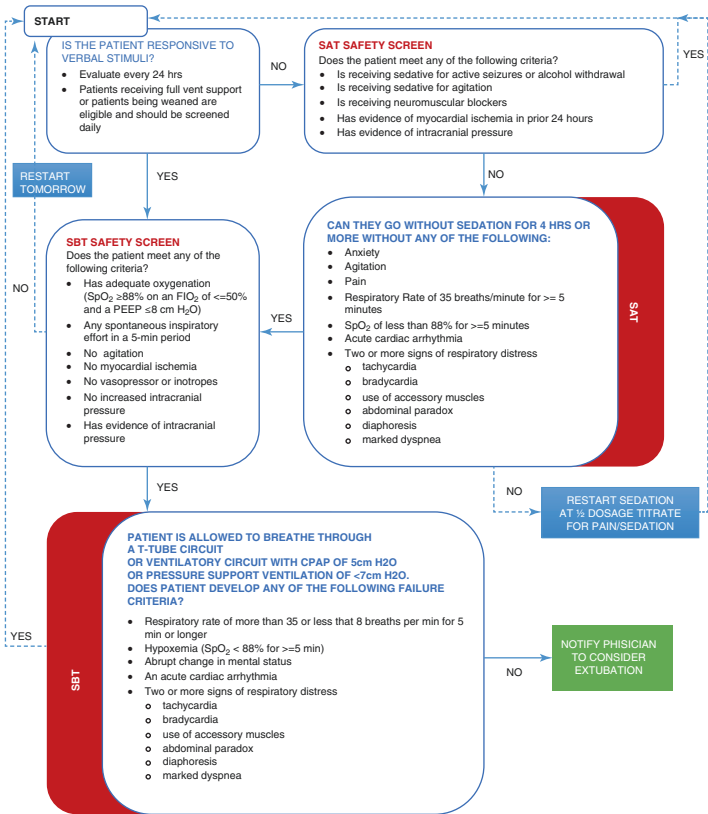 START
IS THE PATIENT RESPONSIVE TO
VERBAL STIMULI?
• Evaluate every 24 hrs
• Patients receiving full vent support
or patients being weaned are
eligible and should be screened
daily
NO
SAT SAFETY SCREEN
Does the patient meet any of the following criteria?
• Is receiving sedative for active seizures or alcohol withdrawal
• Is receiving sedative for agitation
• Is receiving neuromuscular blockers
• Has evidence of myocardial ischemia in prior 24 hours
• Has evidence of intracranial pressure
YES
RESTART
TOMORROW
YES
NO
SBT SAFETY SCREEN
Does the patient meet any of the
following criteria?
• Has adequate oxygenation
(SpO₂ ≥88% on an FIO₂ of <=50%
and a PEEP ≤8 cm H₂O)
• Any spontaneous inspiratory
effort in a 5-min period
• No agitation
• No myocardial ischemia
• No vasopressor or inotropes
• No increased intracranial
pressure
• Has evidence of intracranial
pressure
NO
YES
CAN THEY GO WITHOUT SEDATION FOR 4 HRS OR
MORE WITHOUT ANY OF THE FOLLOWING:
• Anxiety
• Agitation
• Pain
• Respiratory Rate of 35 breaths/minute for >= 5
minutes
• SpO₂ of less than 88% for >=5 minutes
• Acute cardiac arrhythmia
• Two or more signs of respiratory distress
o tachycardia
o bradycardia
o use of accessory muscles
o abdominal paradox
o diaphoresis
o marked dyspnea
SAT
YES
NO
RESTART SEDATION
AT ½ DOSAGE TITRATE
FOR PAIN/SEDATION
PATIENT IS ALLOWED TO BREATHE THROUGH
A T-TUBE CIRCUIT
OR VENTILATORY CIRCUIT WITH CPAP OF 5cm H2O
OR PRESSURE SUPPORT VENTILATION OF <7cm H2O.
DOES PATIENT DEVELOP ANY OF THE FOLLOWING FAILURE
CRITERIA?
• Respiratory rate of more than 35 or less that 8 breaths per min for 5
min or longer
• Hypoxemia (SpO₂ < 88% for >=5 min)
• Abrupt change in mental status
• An acute cardiac arrhythmia
• Two or more signs of respiratory distress
o tachycardia
o bradycardia
o use of accessory muscles
o abdominal paradox
o diaphoresis
o marked dyspnea
SBT
YES
NO
NOTIFY PHISICIAN
TO CONSIDER
EXTUBATION